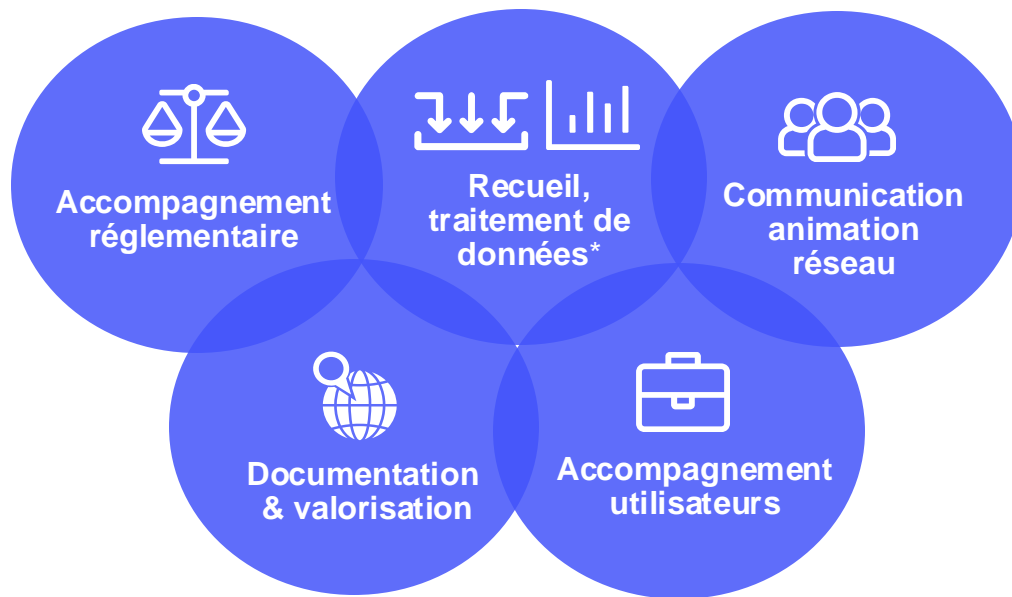 Accompagnement
réglementaire
Recueil,
traitement de
données*
Communication
animation
réseau
Documentation
& valorisation
Accompagnement
utilisateurs